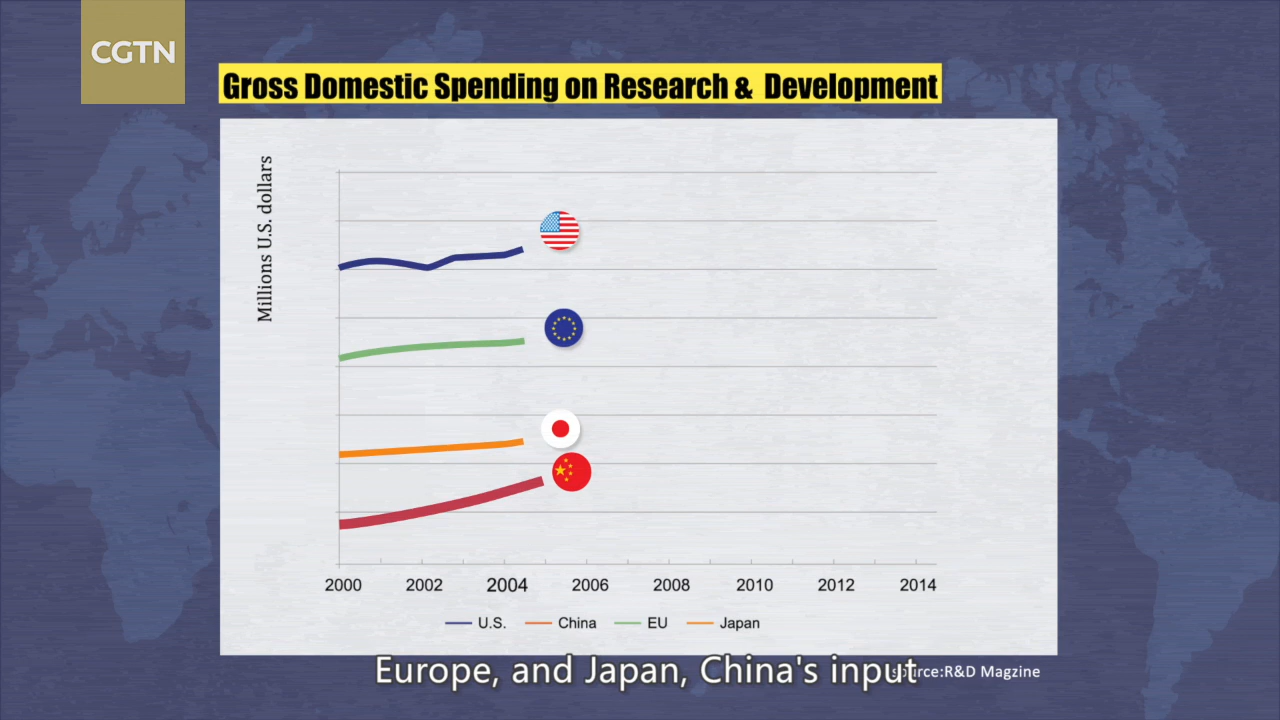 CGTN
Gross Domestic Spending on Research & Development
Millions U.S. dollars
2000 2002 2004 2006 2008 2010 2012 2014
U.S. China EU Japan
Europe, and Japan, China's input
source:R&D Magzine